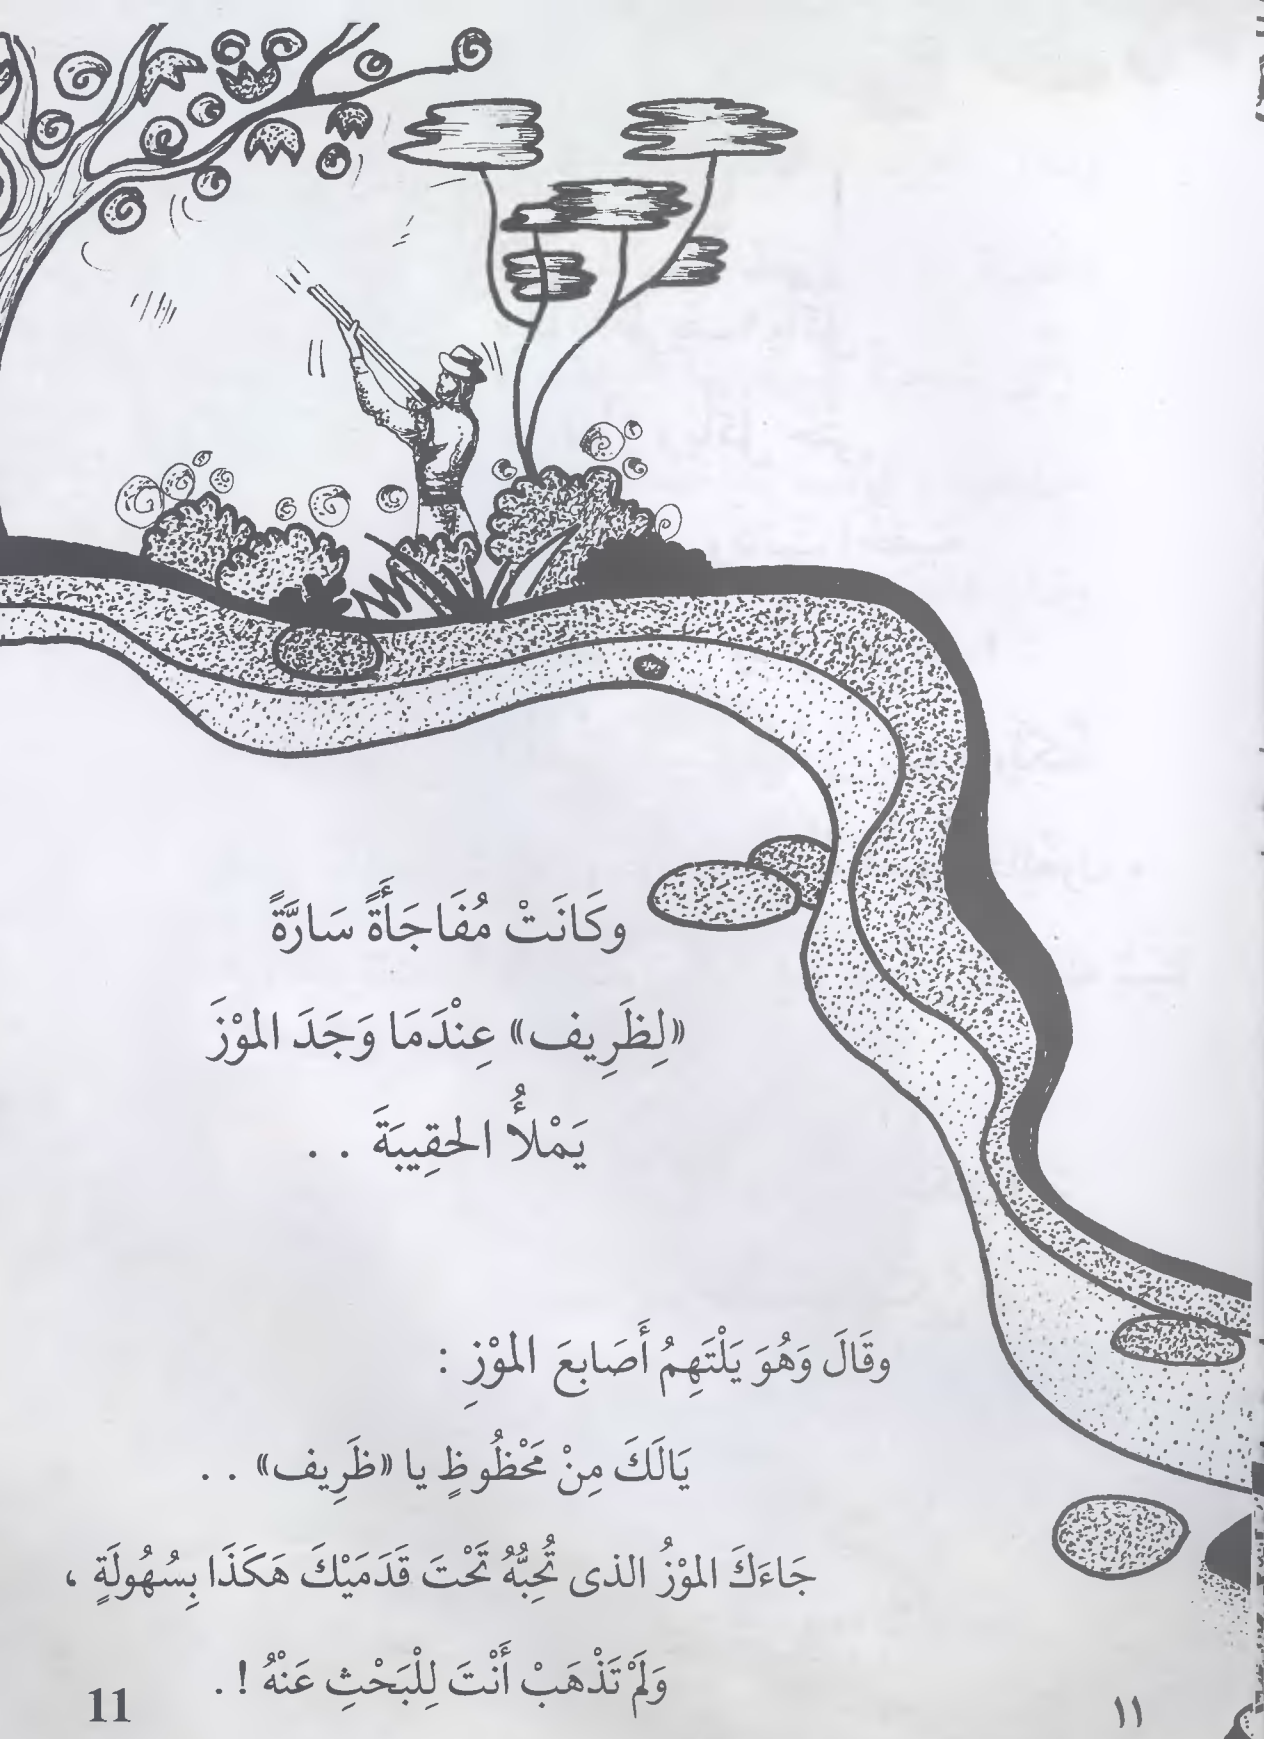 وكَانَتْ مُفَاجَأَةً سَارَّةً
«لِظَرِيف» عِنْدَمَا وَجَدَ الموْزَ
يَمْلأُ الحقِيبَةَ . .
وقَالَ وَهُوَ يَلْتَهِمُ أَصَابعَ الموْزِ :
يَالَكَ مِنْ مَحْظُوظٍ يا «ظَرِيف» . .
جَاءَكَ الموْزُ الذى تُحِبُّهُ تَحْتَ قَدَمَيْكَ هَكَذَا بِسُهُولَةٍ ،
وَلَمْ تَذْهَبْ أَنْتَ لِلْبَحْثِ عَنْهُ ! .
١١
11